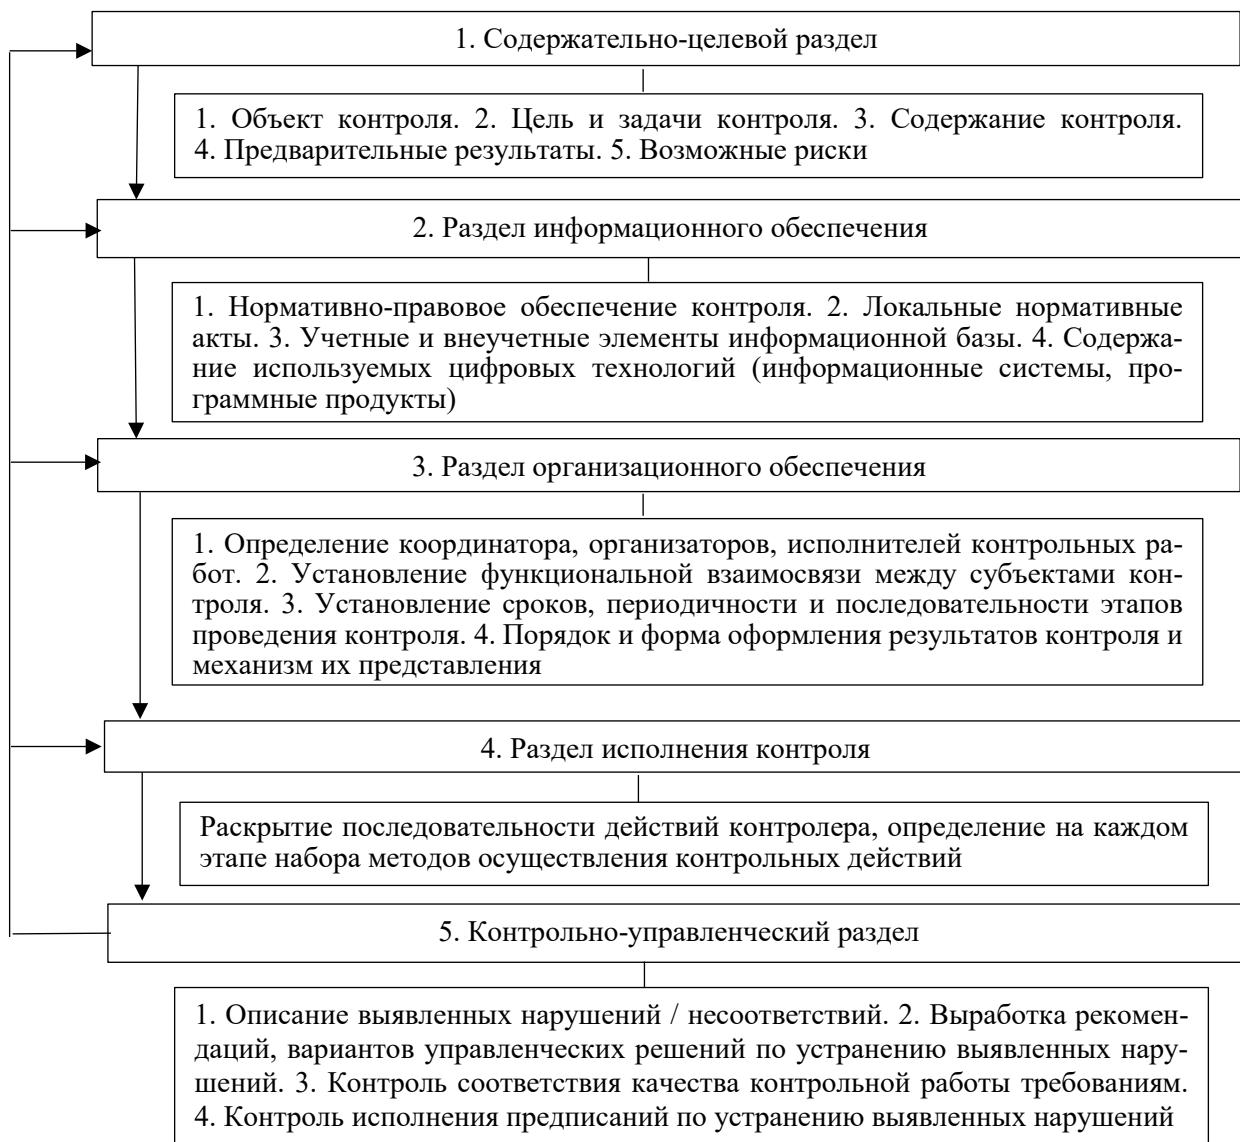 1. Содержательно-целевой раздел
1. Объект контроля. 2. Цель и задачи контроля. 3. Содержание контроля.
4. Предварительные результаты. 5. Возможные риски
2. Раздел информационного обеспечения
1. Нормативно-правовое обеспечение контроля. 2. Локальные нормативные
акты. 3. Учетные и внеучетные элементы информационной базы. 4. Содержа-
ние используемых цифровых технологий (информационные системы, про-
граммные продукты)
3. Раздел организационного обеспечения
1. Определение координатора, организаторов, исполнителей контрольных ра-
бот. 2. Установление функциональной взаимосвязи между субъектами кон-
троля. 3. Установление сроков, периодичности и последовательности этапов
проведения контроля. 4. Порядок и форма оформления результатов контроля и
механизм их представления
4. Раздел исполнения контроля
Раскрытие последовательности действий контролера, определение на каждом
этапе набора методов осуществления контрольных действий
5. Контрольно-управленческий раздел
1. Описание выявленных нарушений / несоответствий. 2. Выработка рекомен-
даций, вариантов управленческих решений по устранению выявленных нару-
шений. 3. Контроль соответствия качества контрольной работы требованиям.
4. Контроль исполнения предписаний по устранению выявленных нарушений